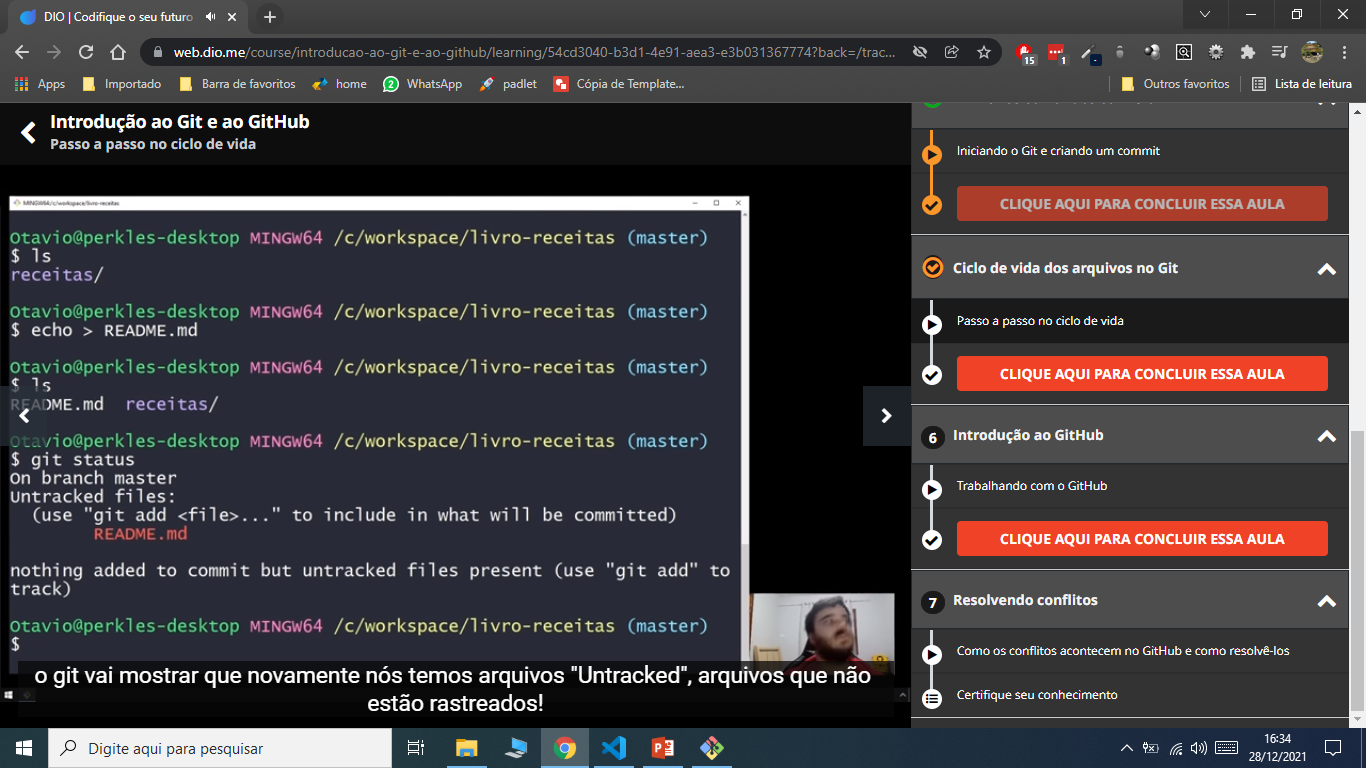 DIO | Codifique o seu futuro
web.dio.me/course/introducao-ao-git-e-ao-github/learning/54cd3040-b3d1-4e91-aea3-e3b031367774?back=/trac...
15
1
Apps
Importado
Barra de favoritos
home
2
WhatsApp
padlet
Cópia de Template...
Outros favoritos
Lista de leitura
Introdução ao Git e ao GitHub
Passo a passo no ciclo de vida
MINGW64:/c/workspace/livro-receitas
Otavio@perkles-desktop MINGW64 /c/workspace/livro-receitas (master)
$ ls
receitas/
Otavio@perkles-desktop MINGW64 /c/workspace/livro-receitas (master)
$ echo > README.md
Otavio@perkles-desktop MINGW64 /c/workspace/livro-receitas (master)
$ ls
README.md  receitas/
Otavio@perkles-desktop MINGW64 /c/workspace/livro-receitas (master)
$ git status
On branch master
Untracked files:
  (use "git add <file>..." to include in what will be committed)
        README.md
nothing added to commit but untracked files present (use "git add" to
track)
Otavio@perkles-desktop MINGW64 /c/workspace/livro-receitas (master)
$
o git vai mostrar que novamente nós temos arquivos "Untracked", arquivos que não
estão rastreados!
Iniciando o Git e criando um commit
CLIQUE AQUI PARA CONCLUIR ESSA AULA
Ciclo de vida dos arquivos no Git
Passo a passo no ciclo de vida
CLIQUE AQUI PARA CONCLUIR ESSA AULA
6
Introdução ao GitHub
Trabalhando com o GitHub
CLIQUE AQUI PARA CONCLUIR ESSA AULA
7
Resolvendo conflitos
Como os conflitos acontecem no GitHub e como resolvê-los
Certifique seu conhecimento
Digite aqui para pesquisar
16:34
28/12/2021